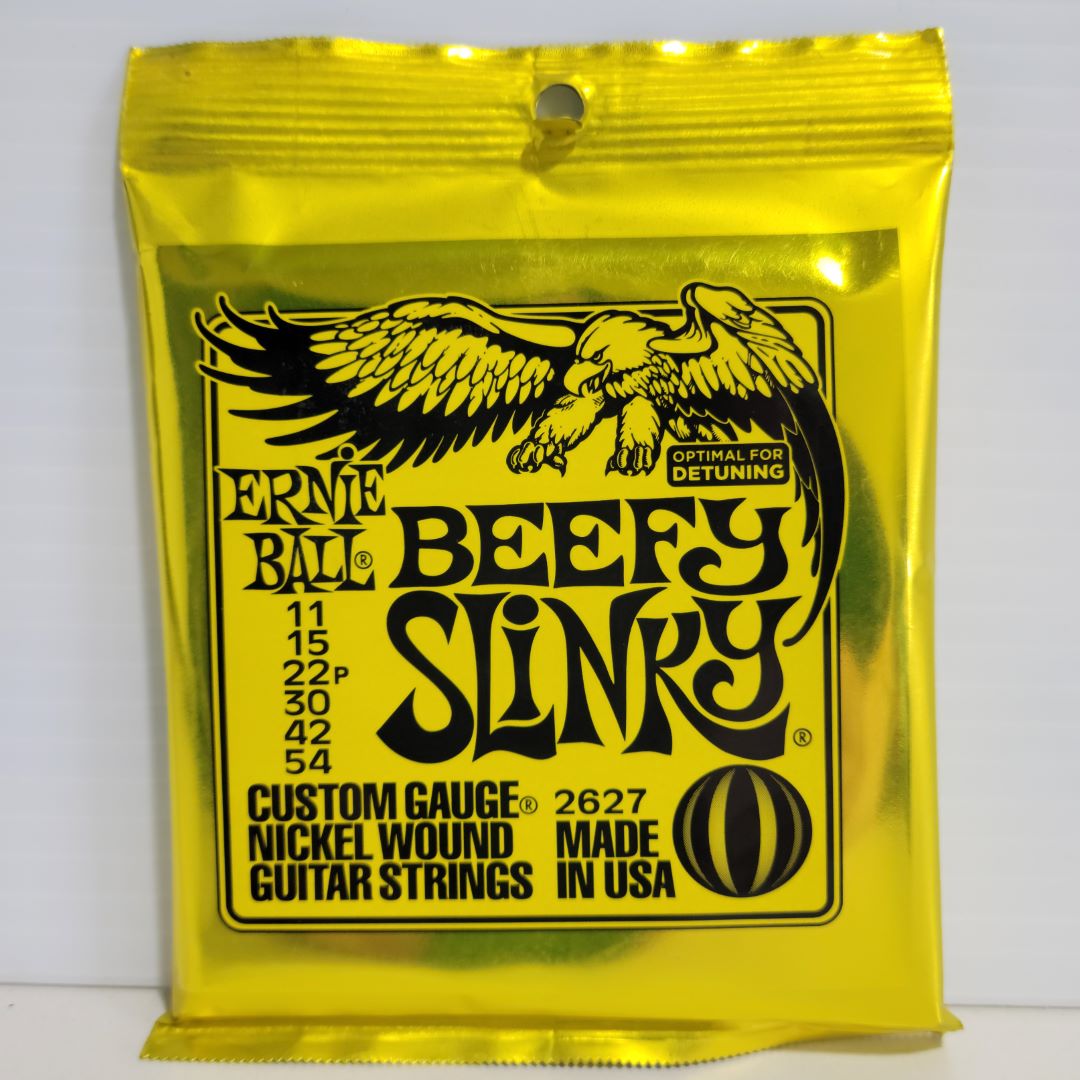 OPTIMAL FOR
DETUNING
ERNiE
BALL®
BEEFY
SLiNKY®
11
15
22P
30
42
54
CUSTOM GAUGE®
NICKEL WOUND
GUITAR STRINGS
2627
MADE
IN USA